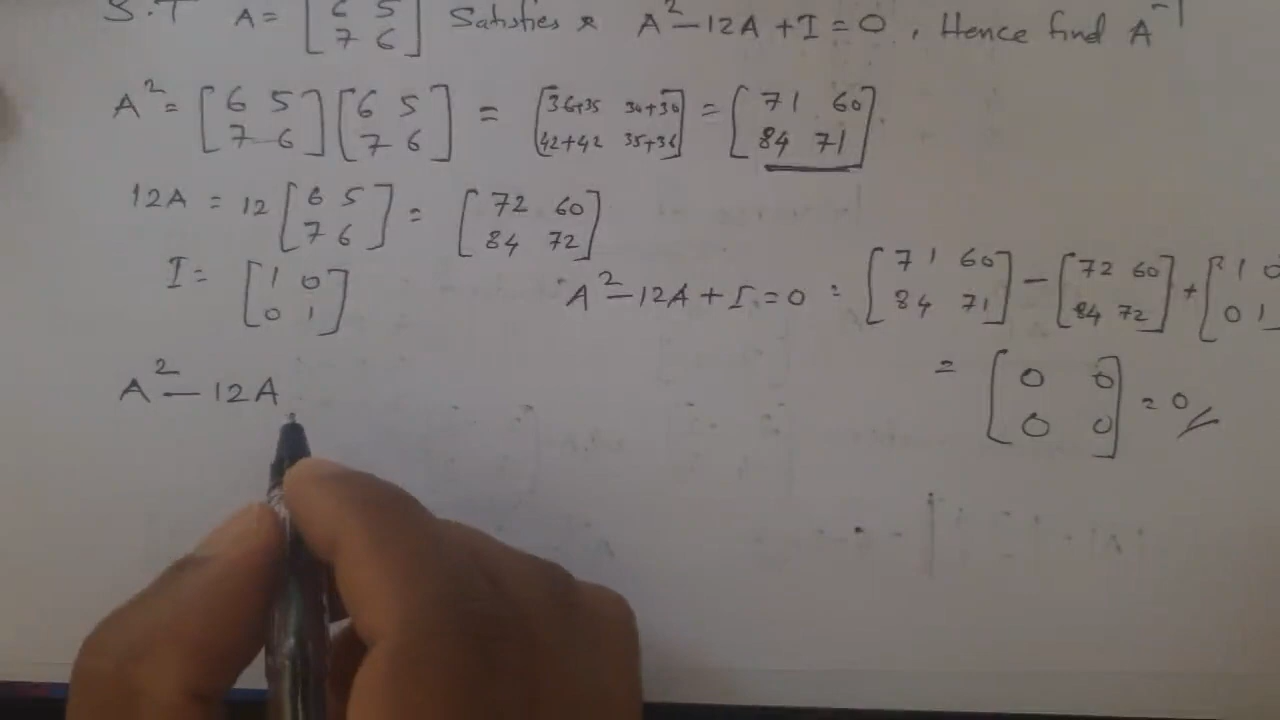 S.T A = [6 5 7 6] Satisfies A² − 12A + I = 0 , Hence find A⁻¹
A² = [6 5 7 6] [6 5 7 6] = [36+35 30+30 42+42 35+36] = [71 60 84 71]
12A = 12 [6 5 7 6] = [72 60 84 72]
I = [1 0 0 1]
A² − 12A + I = 0 = [71 60 84 71] − [72 60 84 72] + [1 0 0 1
= [0 0 0 0] = 0
A² − 12A